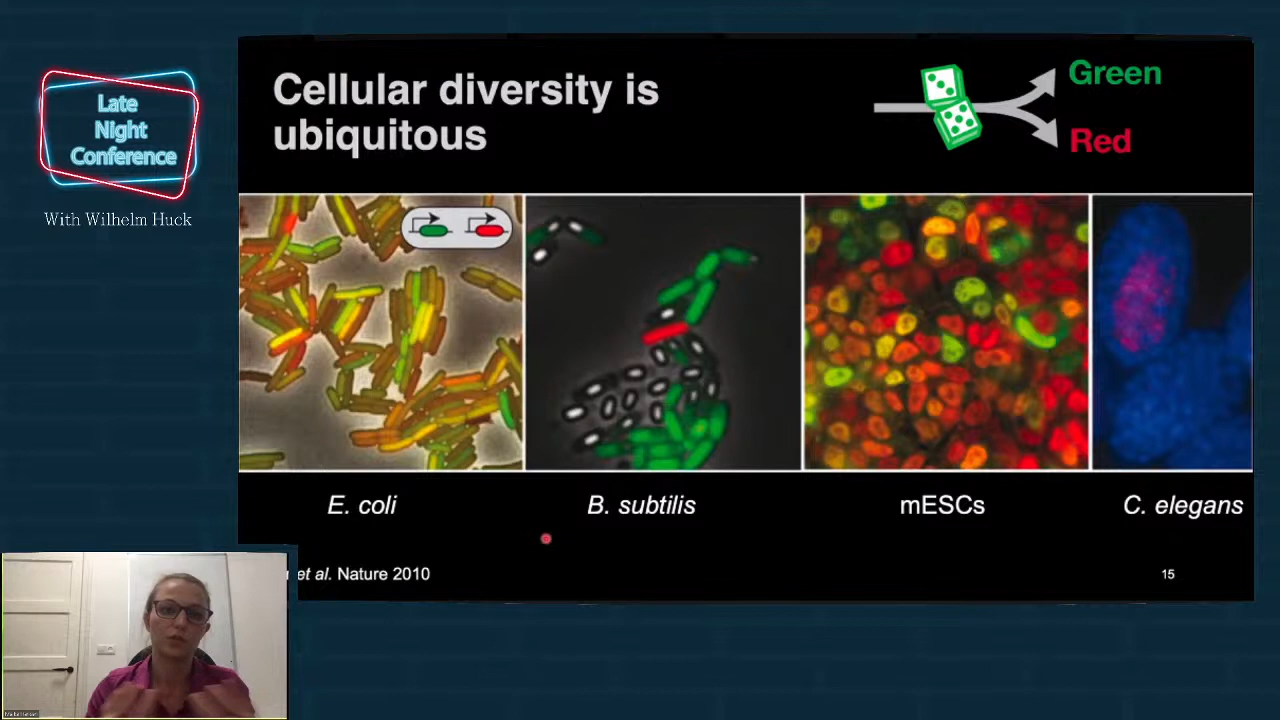 Late
Night
Conference
With Wilhelm Huck
Cellular diversity is
ubiquitous
Green
Red
E. coli
B. subtilis
mESCs
C. elegans
et al. Nature 2010
15